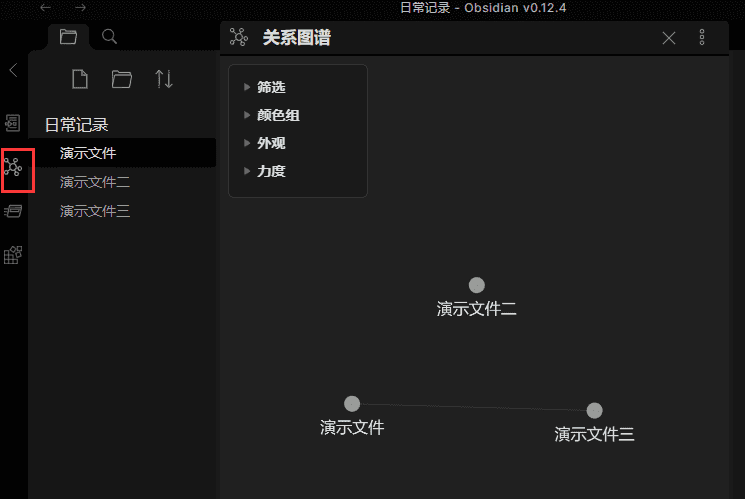 日常记录 - Obsidian v0.12.4
关系图谱
筛选
颜色组
外观
力度
日常记录
演示文件
演示文件二
演示文件三
演示文件二
演示文件
演示文件三